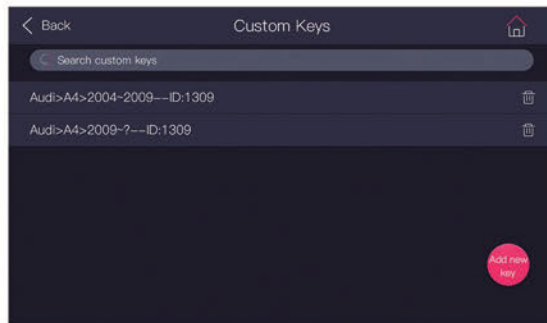 Back
Custom Keys
Search custom keys
Audi>A4>2004~2009--ID:1309
Audi>A4>2009~?--ID:1309
Add new
key